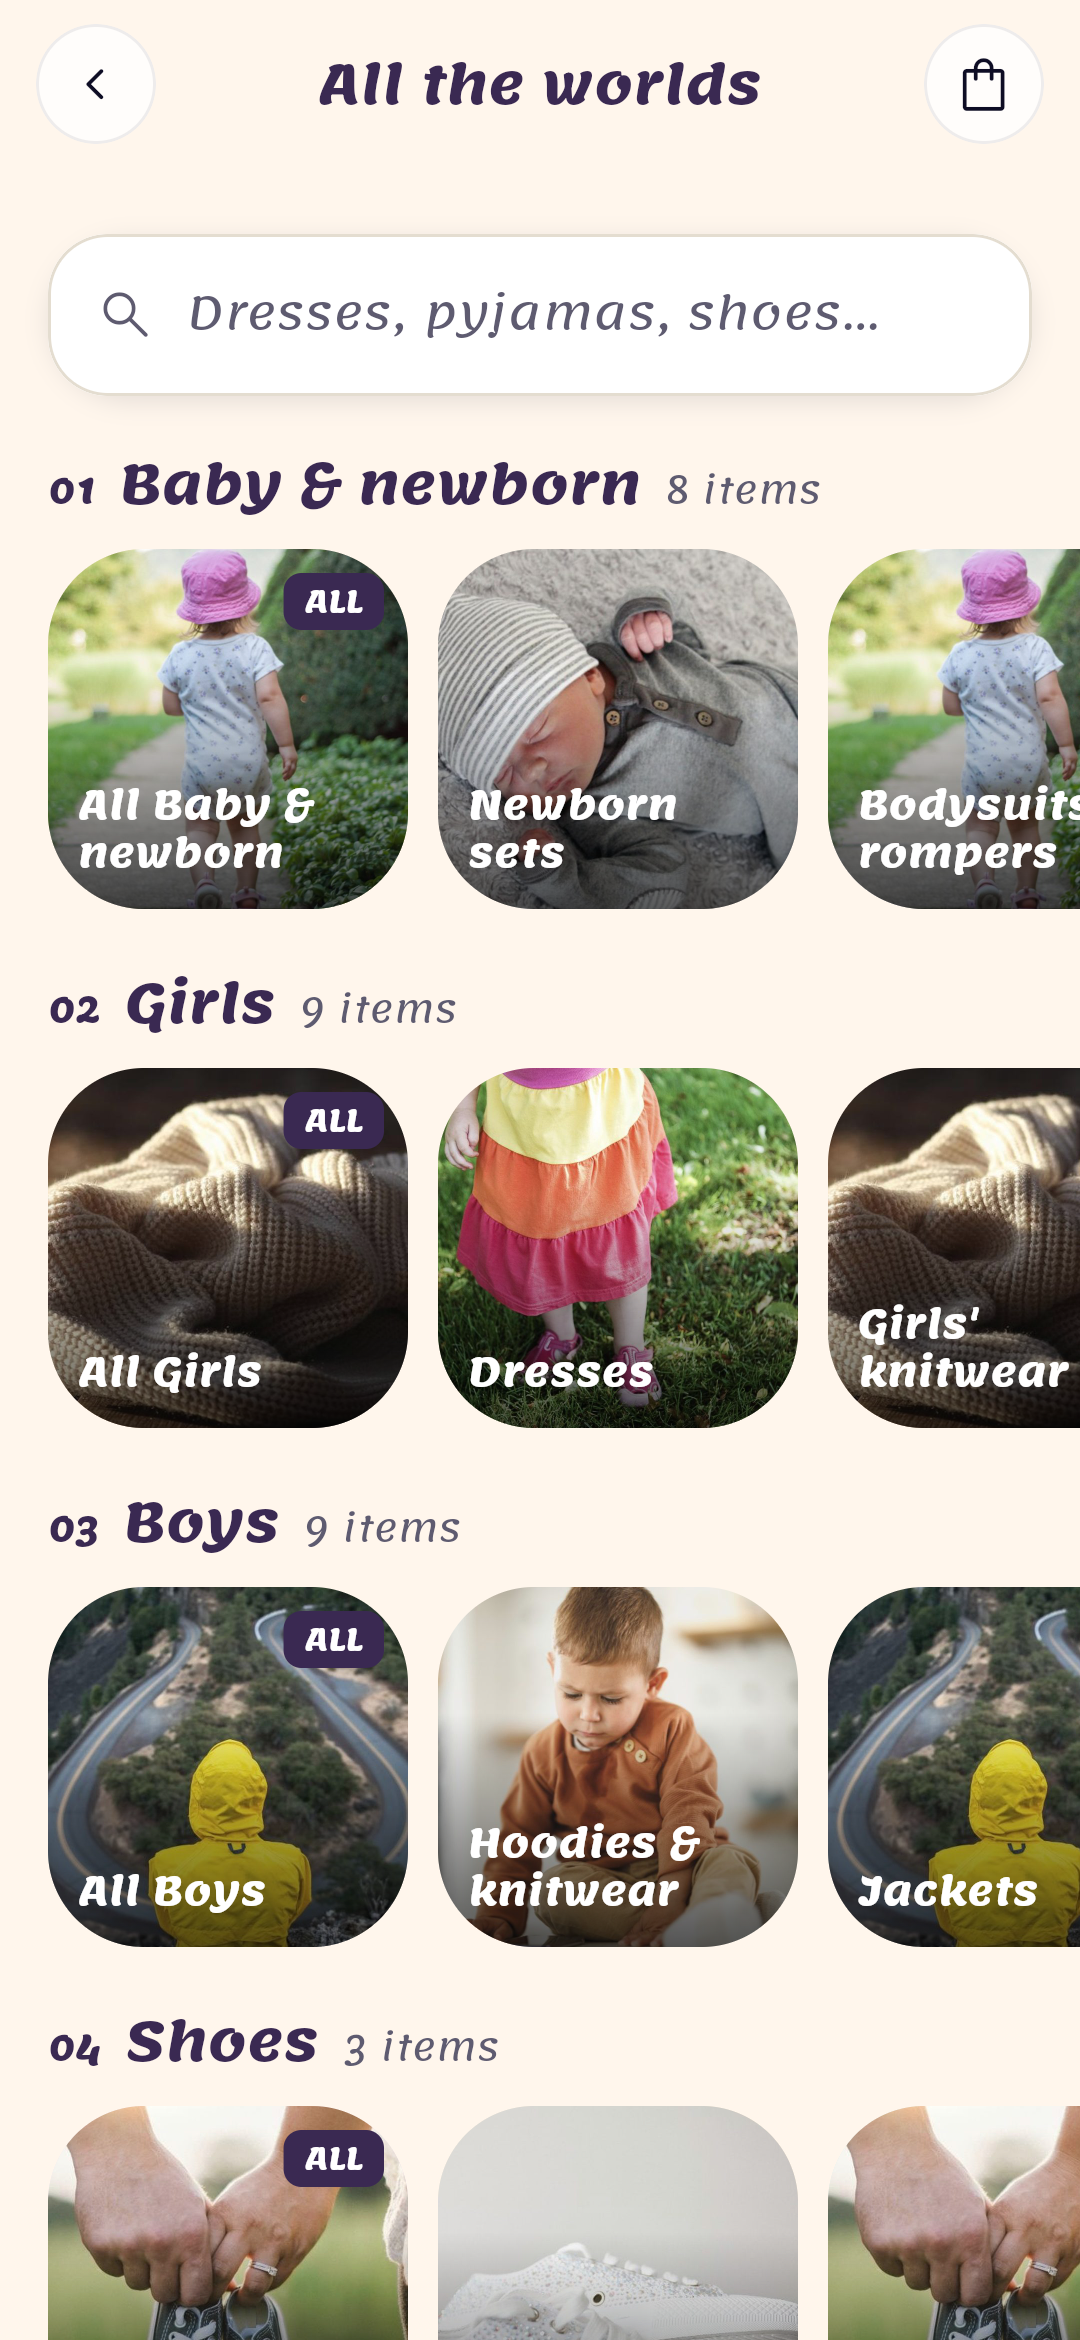 All the worlds
Dresses, pyjamas, shoes...
01 Baby & newborn 8 items
ALL
All Baby &
newborn
Newborn
sets
Bodysuits
rompers
02 Girls 9 items
ALL
All Girls
Dresses
Girls'
knitwear
03 Boys 9 items
ALL
All Boys
Hoodies &
knitwear
Jackets
04 Shoes 3 items
ALL